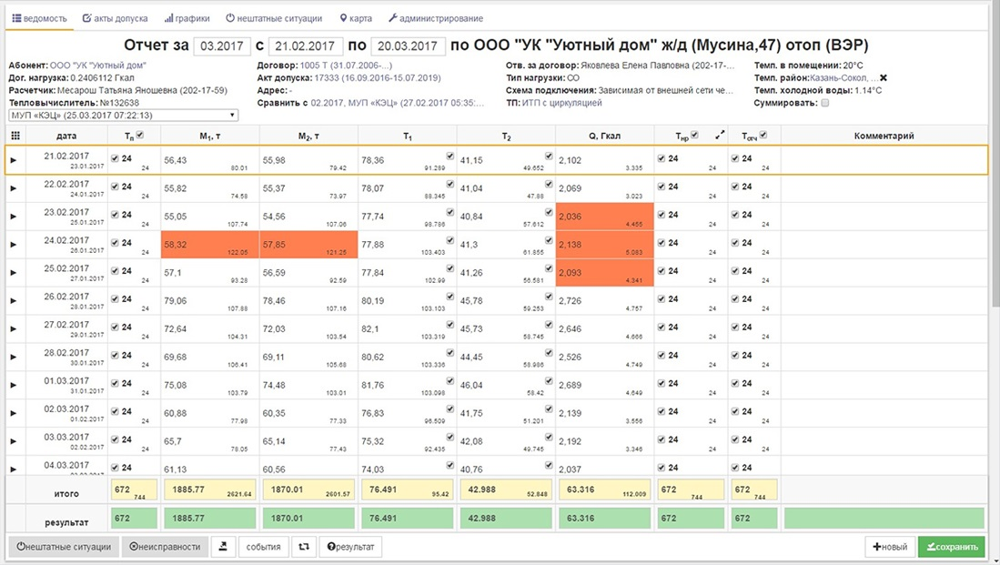 ведомость акты допуска графики нештатные ситуации карта администрирование
Отчет за 03.2017 с 21.02.2017 по 20.03.2017 по ООО "УК "Уютный дом" ж/д (Мусина,47) отоп (ВЭР)
Абонент: ООО "УК "Уютный дом" Договор: 1005 Т (31.07.2006-...) Отв. за договор: Яковлева Елена Павловна (202-17-... Темп. в помещении: 20°C
Дог. нагрузка: 0.2406112 Гкал Акт допуска: 17333 (16.09.2016-15.07.2019) Тип нагрузки: СО Темп. район: Казань-Сокол, ...
Расчетчик: Месарош Татьяна Яношевна (202-17-59) Адрес: - Схема подключения: Зависимая от внешней сети че... Темп. холодной воды: 1.14°C
Тепловычислитель: №132638 Сравнить с 02.2017, МУП «КЭЦ» (27.02.2017 05:35:... ТП: ИТП с циркуляцией Суммировать:
МУП «КЭЦ» (25.03.2017 07:22:13)
дата Тп М1, т М2, т Т1 Т2 Q, Гкал Тнр Тотч Комментарий
21.02.2017 24 56,43 55,98 78,36 41,15 2,102 24 24
23.01.2017 24 80.01 79.42 91.289 49.652 3.335 24 24
22.02.2017 24 55,82 55,37 78,07 41,04 2,069 24 24
24.01.2017 24 74.58 73.97 88.345 47.88 3.023 24 24
23.02.2017 24 55,05 54,56 77,74 40,84 2,036 24 24
25.01.2017 24 107.74 107.06 98.786 57.612 4.455 24 24
24.02.2017 24 58,32 57,85 77,88 41,3 2,138 24 24
26.01.2017 24 122.05 121.25 103.403 61.855 5.083 24 24
25.02.2017 24 57,1 56,59 77,84 41,26 2,093 24 24
27.01.2017 24 93.28 92.59 102.99 56.581 4.341 24 24
26.02.2017 24 79,06 78,46 80,19 45,78 2,726 24 24
28.01.2017 24 107.88 107.16 103.103 59.253 4.757 24 24
27.02.2017 24 72,64 72,03 82,1 45,73 2,646 24 24
29.01.2017 24 104.31 103.54 103.319 58.745 4.666 24 24
28.02.2017 24 69,68 69,11 80,62 44,45 2,526 24 24
30.01.2017 24 106.41 105.68 103.336 58.986 4.749 24 24
01.03.2017 24 75,08 74,48 81,76 46,04 2,689 24 24
31.01.2017 24 103.79 103.01 103.098 58.42 4.649 24 24
02.03.2017 24 60,88 60,35 76,83 41,75 2,139 24 24
01.02.2017 24 77.98 77.33 96.509 51.201 3.556 24 24
03.03.2017 24 65,7 65,14 75,32 42,08 2,192 24 24
02.02.2017 24 78.05 77.43 92.435 49.745 3.346 24 24
04.03.2017 24 61,13 60,56 74,03 40,76 2,037 24 24
итого 672 744 1885.77 2621.64 1870.01 2601.57 76.491 95.42 42.988 52.848 63.316 112.009 672 744 672 744
результат 672 1885.77 1870.01 76.491 42.988 63.316 672 672
нештатные ситуации неисправности события результат новый сохранить